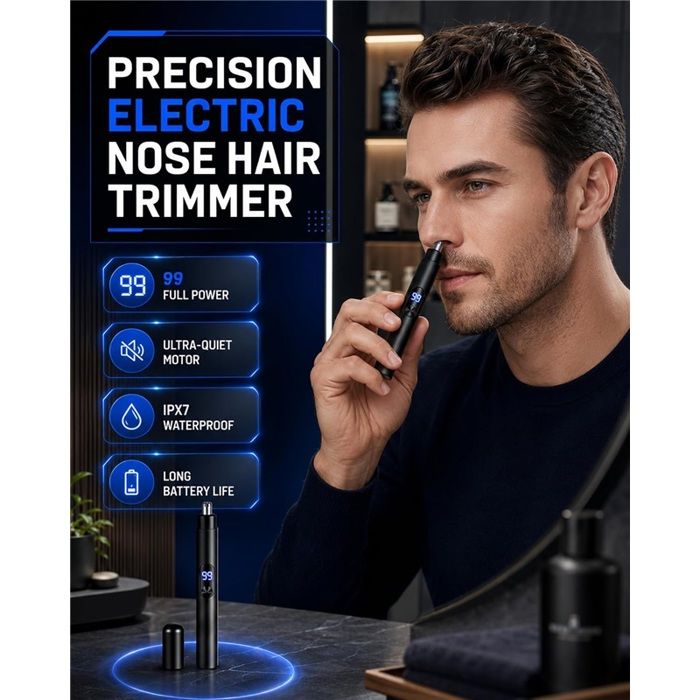 PRECISION
ELECTRIC
NOSE HAIR
TRIMMER
99
99
FULL POWER
ULTRA-QUIET
MOTOR
IPX7
WATERPROOF
LONG
BATTERY LIFE
99
99